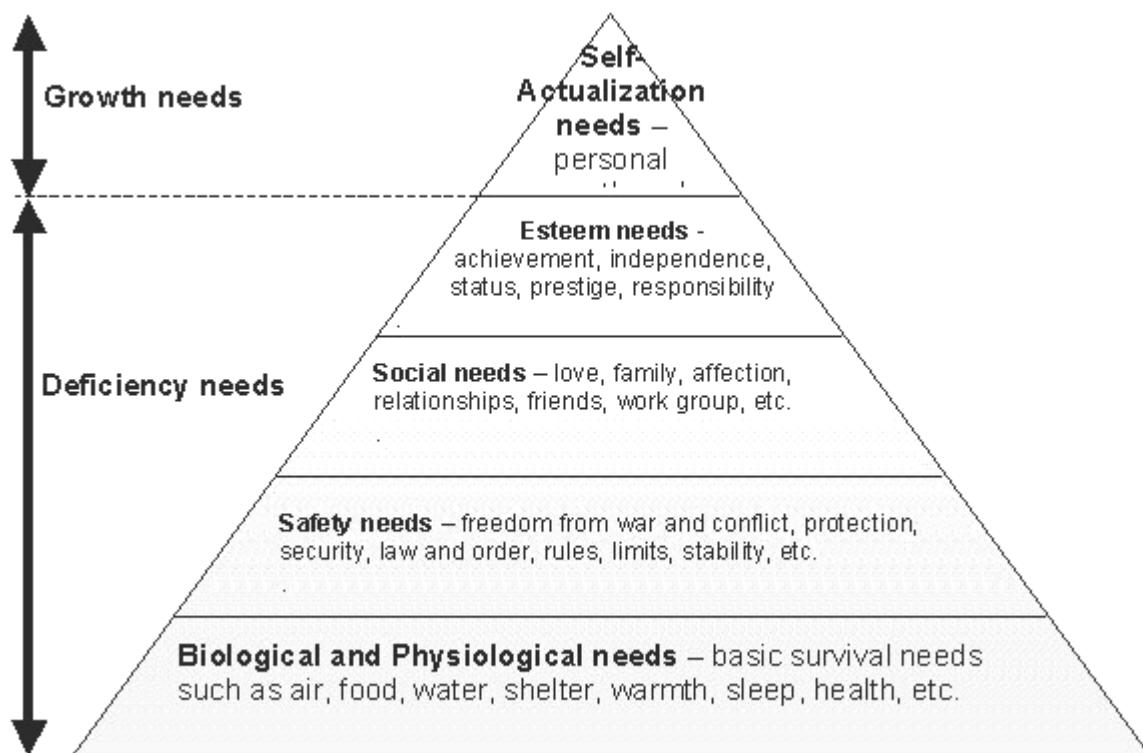 Growth needs
Self-
Actualization
needs –
personal
Esteem needs -
achievement, independence,
status, prestige, responsibility
Deficiency needs
Social needs – love, family, affection,
relationships, friends, work group, etc.
Safety needs – freedom from war and conflict, protection,
security, law and order, rules, limits, stability, etc.
Biological and Physiological needs – basic survival needs
such as air, food, water, shelter, warmth, sleep, health, etc.